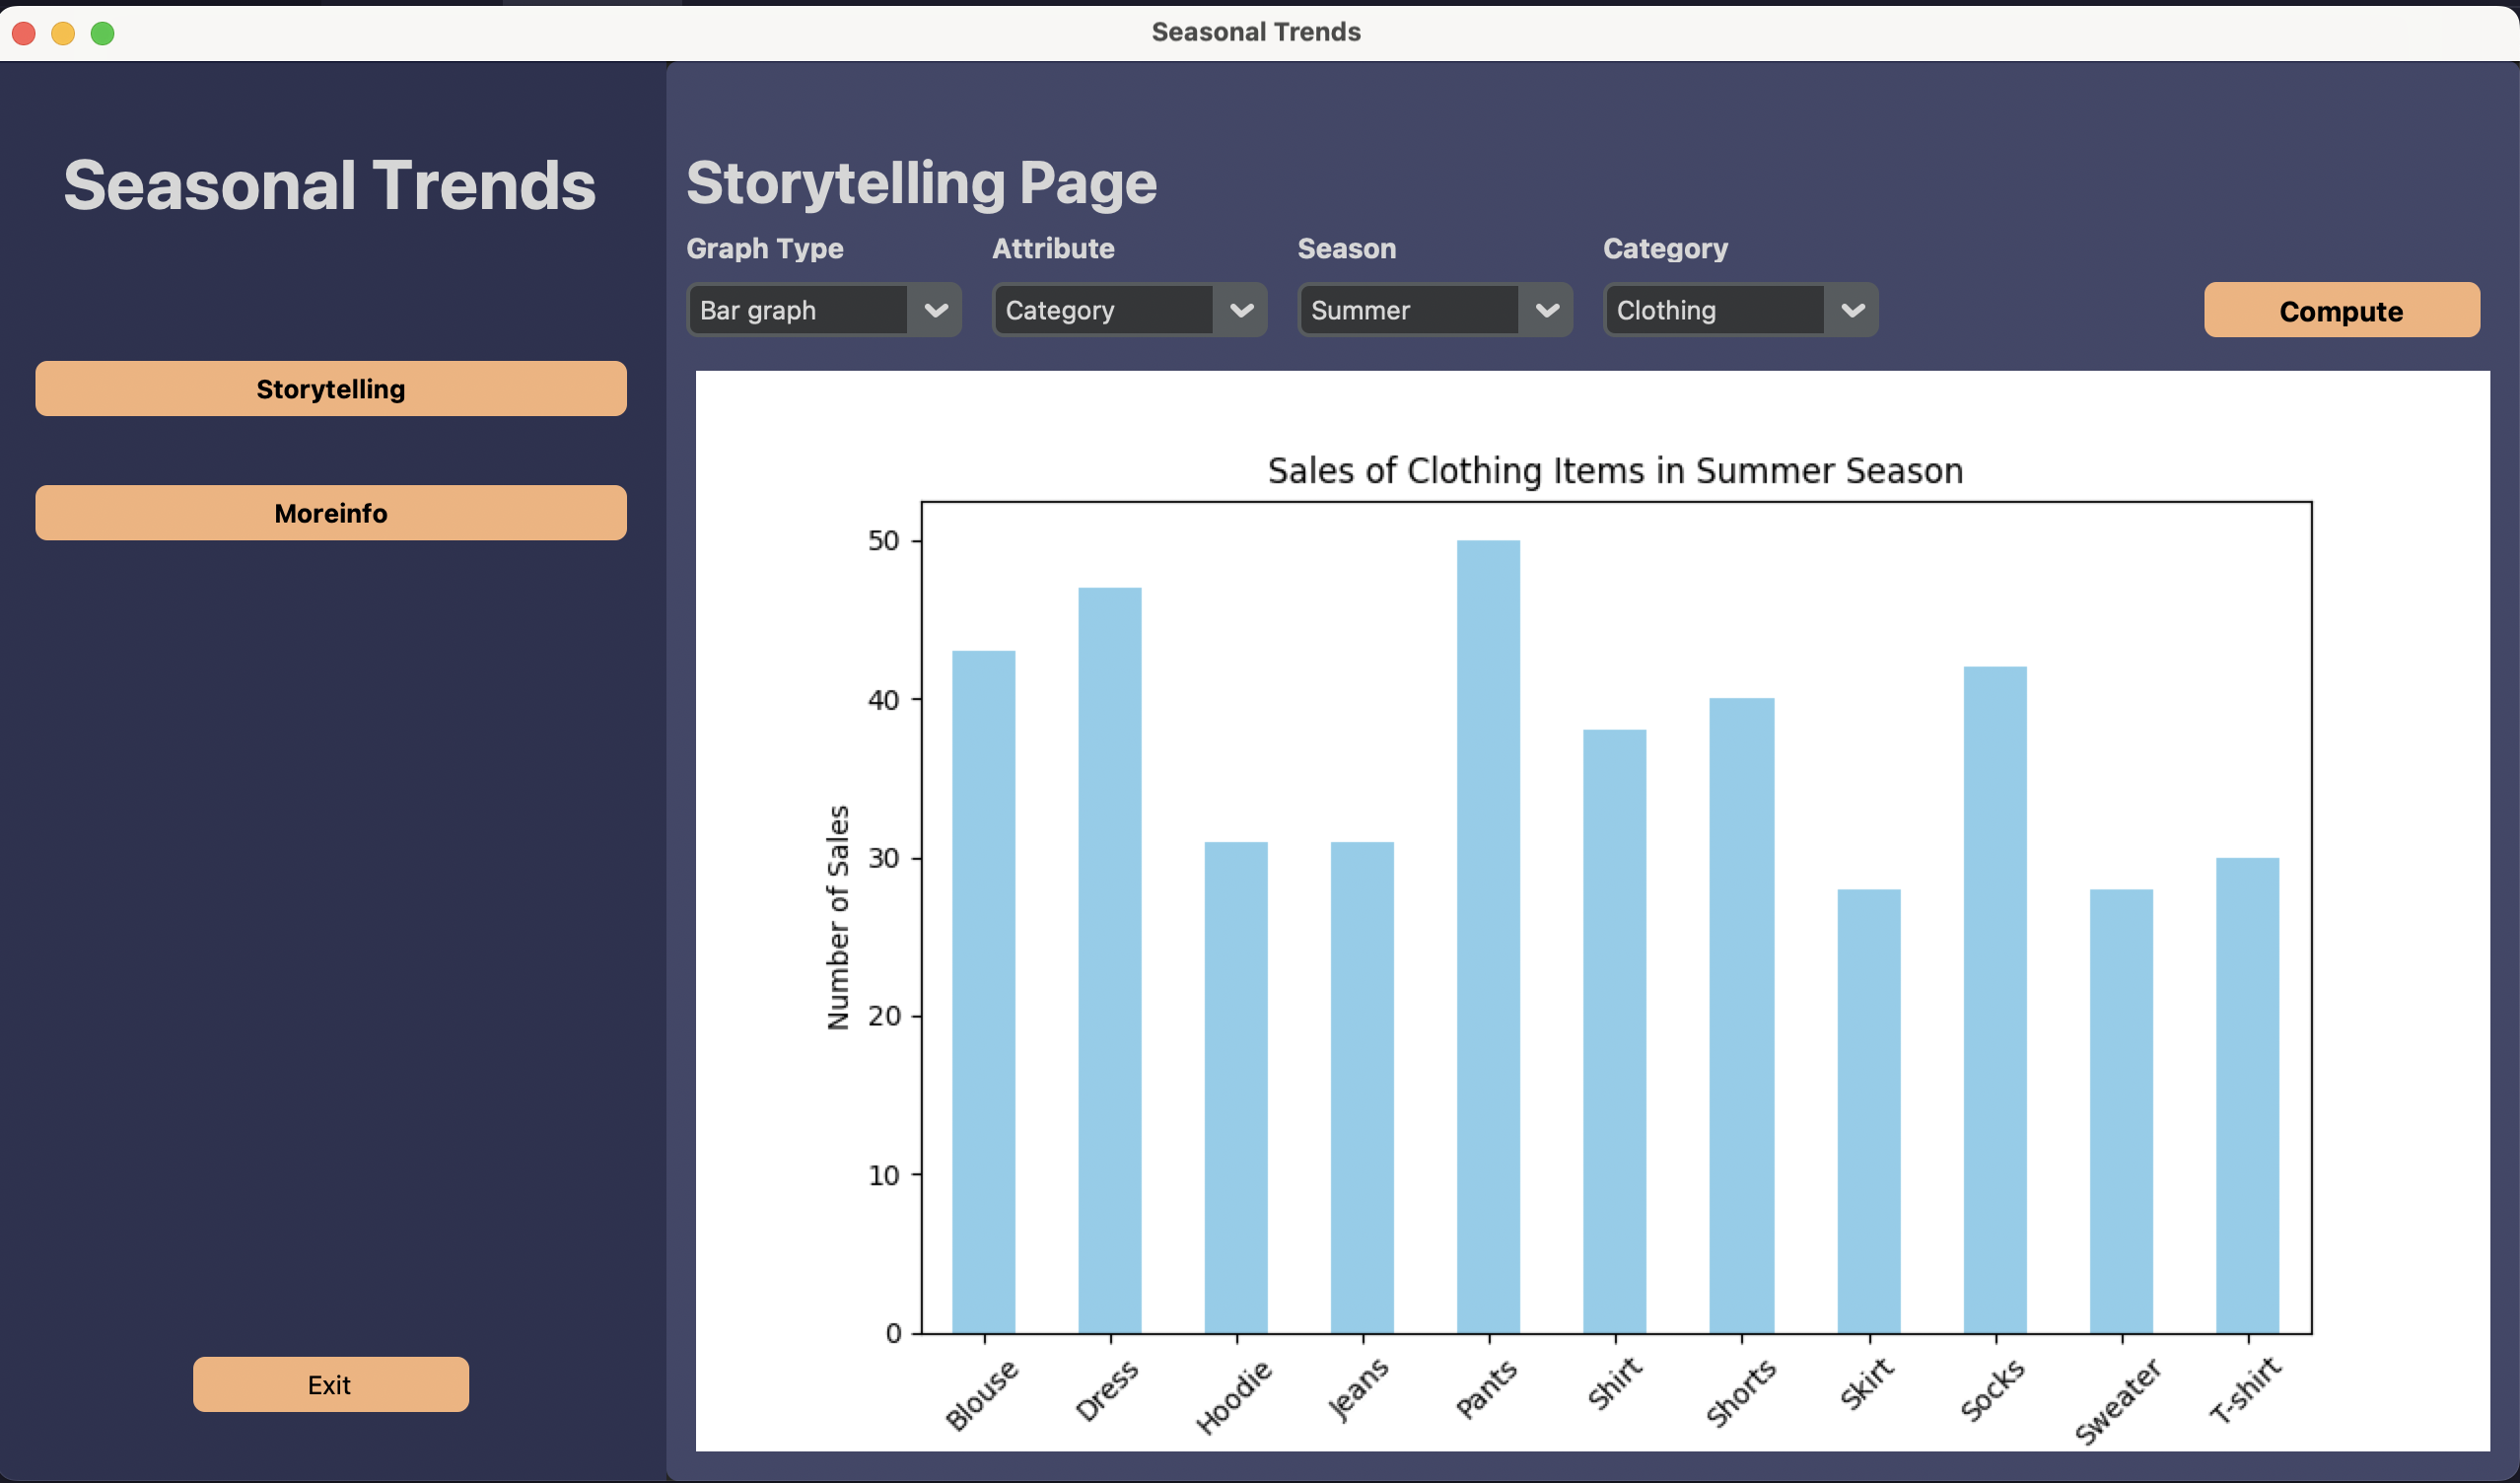 Seasonal Trends
Seasonal Trends
Storytelling
Moreinfo
Exit
Storytelling Page
Graph Type Attribute Season Category
Bar graph Category Summer Clothing Compute
Sales of Clothing Items in Summer Season
Number of Sales
50
40
30
20
10
0
Blouse Dress Hoodie Jeans Pants Shirt Shorts Skirt Socks Sweater T-shirt